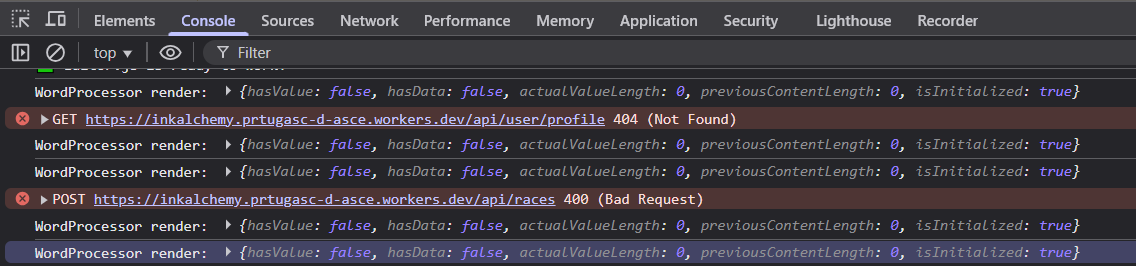 Elements Console Sources Network Performance Memory Application Security Lighthouse Recorder
top ▼ Filter
WordProcessor render: ▶ {hasValue: false, hasData: false, actualValueLength: 0, previousContentLength: 0, isInitialized: true}
▶ GET https://inkalchemy.prtugasc-d-asce.workers.dev/api/user/profile 404 (Not Found)
WordProcessor render: ▶ {hasValue: false, hasData: false, actualValueLength: 0, previousContentLength: 0, isInitialized: true}
WordProcessor render: ▶ {hasValue: false, hasData: false, actualValueLength: 0, previousContentLength: 0, isInitialized: true}
▶ POST https://inkalchemy.prtugasc-d-asce.workers.dev/api/races 400 (Bad Request)
WordProcessor render: ▶ {hasValue: false, hasData: false, actualValueLength: 0, previousContentLength: 0, isInitialized: true}
WordProcessor render: ▶ {hasValue: false, hasData: false, actualValueLength: 0, previousContentLength: 0, isInitialized: true}